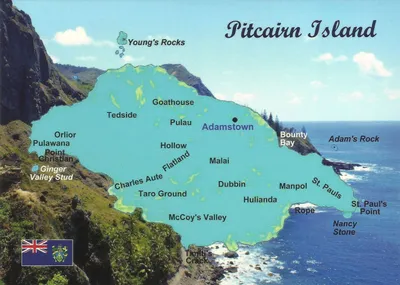 Pitcairn Island
Young's Rocks
Goathouse
Tedside
Pulau
Adamstown
Bounty
Bay
Adam's Rock
Orlior
Pulawana
Point
Christian
Hollow
Flatland
Malai
Ginger
Valley Stud
Charles Aute
Taro Ground
Dubbin
Manpol
St. Pauls
Hulianda
Rope
St. Paul's
Point
McCoy's Valley
Nancy
Stone